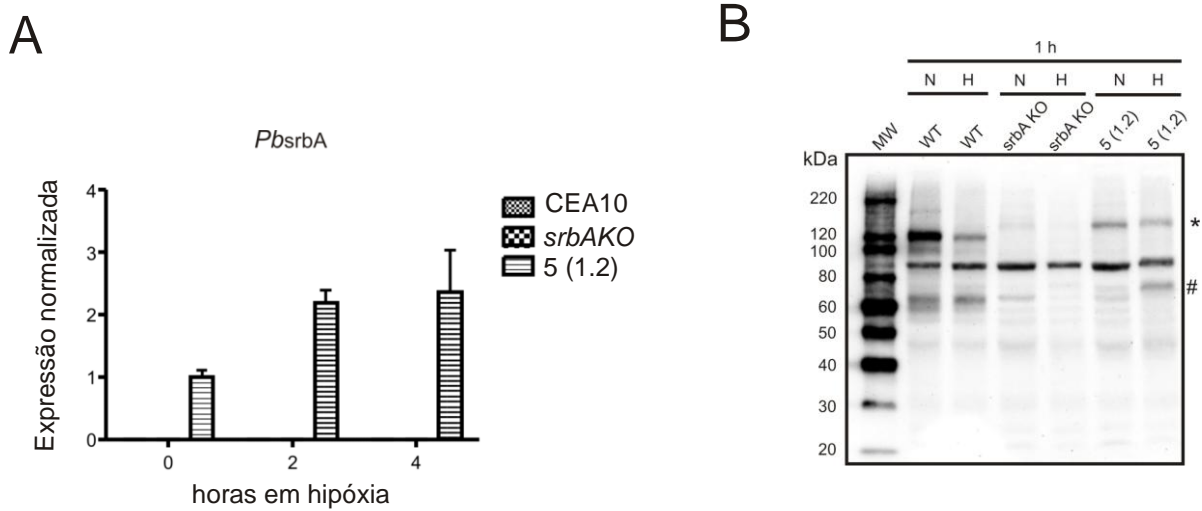 A
PbsrbA
Expressão normalizada
4
3
2
1
0
0 2 4
horas em hipóxia
CEA10
srbAKO
5 (1.2)
B
1 h
N H N H N H
MW WT WT srbA KO srbA KO 5 (1.2) 5 (1.2)
kDa
220
120
100
80
60
50
40
30
20
*
#